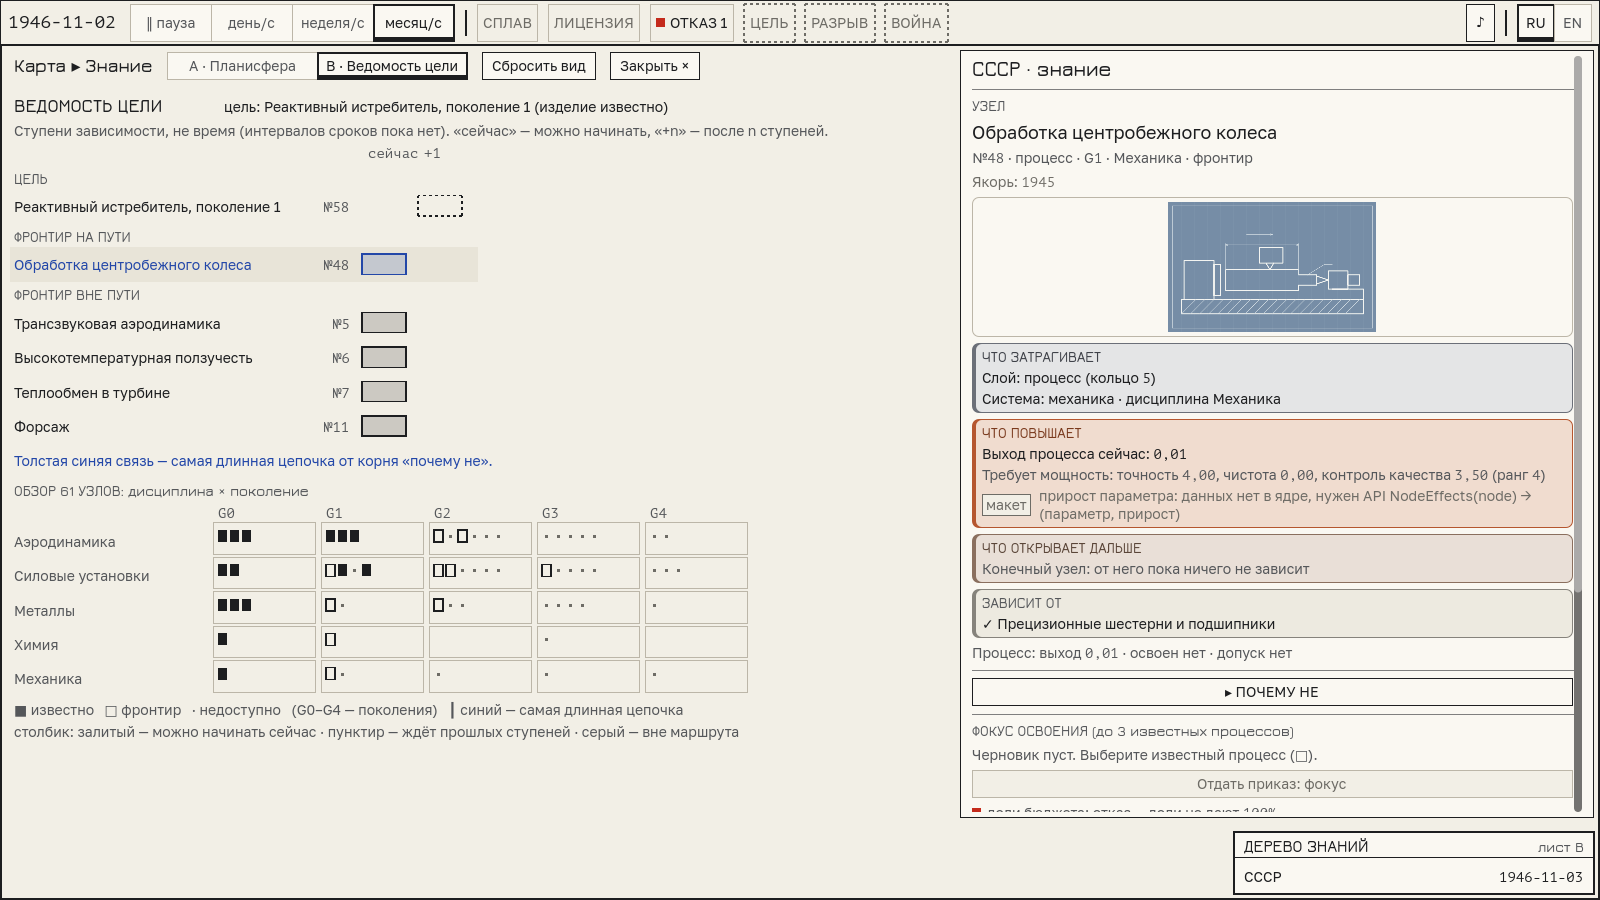 1946-11-02 ‖ пауза день/с неделя/с месяц/с СПЛАВ ЛИЦЕНЗИЯ ОТКАЗ 1 ЦЕЛЬ РАЗРЫВ ВОЙНА ♪ RU EN
Карта ▸ Знание А · Планисфера В · Ведомость цели Сбросить вид Закрыть ×
ВЕДОМОСТЬ ЦЕЛИ цель: Реактивный истребитель, поколение 1 (изделие известно)
Ступени зависимости, не время (интервалов сроков пока нет). «сейчас» — можно начинать, «+n» — после n ступеней.
сейчас +1
ЦЕЛЬ
Реактивный истребитель, поколение 1 №58
ФРОНТИР НА ПУТИ
Обработка центробежного колеса №48
ФРОНТИР ВНЕ ПУТИ
Трансзвуковая аэродинамика №5
Высокотемпературная ползучесть №6
Теплообмен в турбине №7
Форсаж №11
Толстая синяя связь — самая длинная цепочка от корня «почему не».
ОБЗОР 61 УЗЛОВ: дисциплина × поколение
G0 G1 G2 G3 G4
Аэродинамика
Силовые установки
Металлы
Химия
Механика
■ известно □ фронтир · недоступно (G0–G4 — поколения) ┃ синий — самая длинная цепочка
столбик: залитый — можно начинать сейчас · пунктир — ждёт прошлых ступеней · серый — вне маршрута
СССР · знание
УЗЕЛ
Обработка центробежного колеса
№48 · процесс · G1 · Механика · фронтир
Якорь: 1945
ЧТО ЗАТРАГИВАЕТ
Слой: процесс (кольцо 5)
Система: механика · дисциплина Механика
ЧТО ПОВЫШАЕТ
Выход процесса сейчас: 0,01
Требует мощность: точность 4,00, чистота 0,00, контроль качества 3,50 (ранг 4)
макет прирост параметра: данных нет в ядре, нужен API NodeEffects(node) →
(параметр, прирост)
ЧТО ОТКРЫВАЕТ ДАЛЬШЕ
Конечный узел: от него пока ничего не зависит
ЗАВИСИТ ОТ
✓ Прецизионные шестерни и подшипники
Процесс: выход 0,01 · освоен нет · допуск нет
▸ ПОЧЕМУ НЕ
ФОКУС ОСВОЕНИЯ (до 3 известных процессов)
Черновик пуст. Выберите известный процесс (□).
Отдать приказ: фокус
ДЕРЕВО ЗНАНИЙ лист В
СССР 1946-11-03